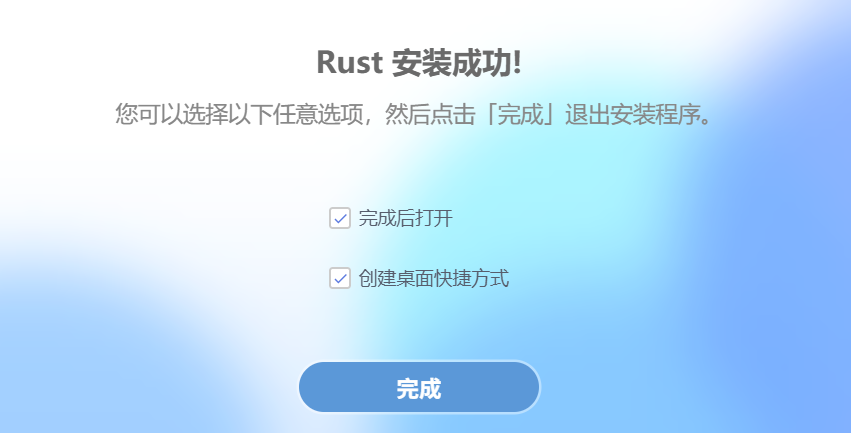 Rust 安装成功!
您可以选择以下任意选项，然后点击「完成」退出安装程序。
完成后打开
创建桌面快捷方式
完成